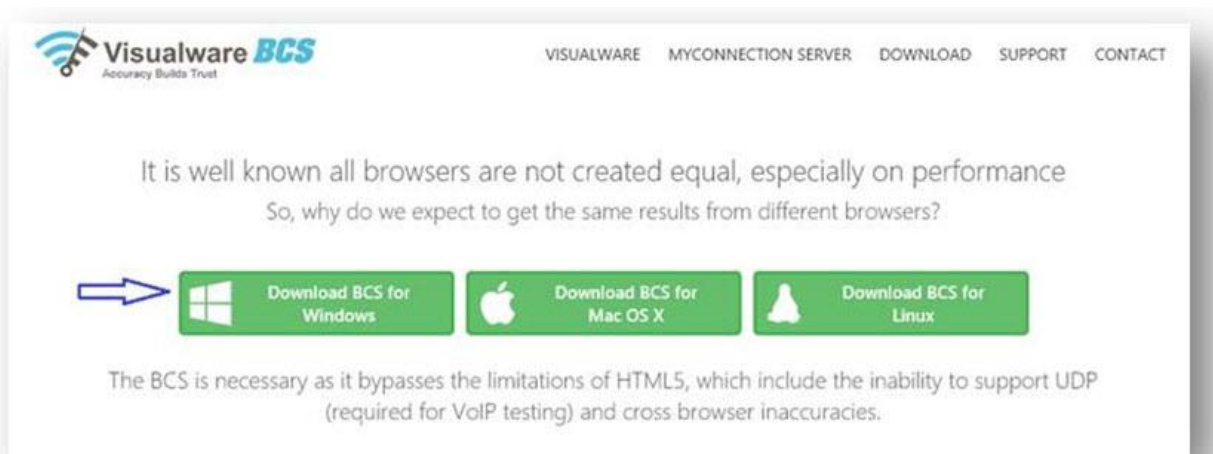 Visualware BCS
Accuracy Builds Trust
VISUALWARE MYCONNECTION SERVER DOWNLOAD SUPPORT CONTACT
It is well known all browsers are not created equal, especially on performance
So, why do we expect to get the same results from different browsers?
Download BCS for
Windows
Download BCS for
Mac OS X
Download BCS for
Linux
The BCS is necessary as it bypasses the limitations of HTML5, which include the inability to support UDP
(required for VoIP testing) and cross browser inaccuracies.